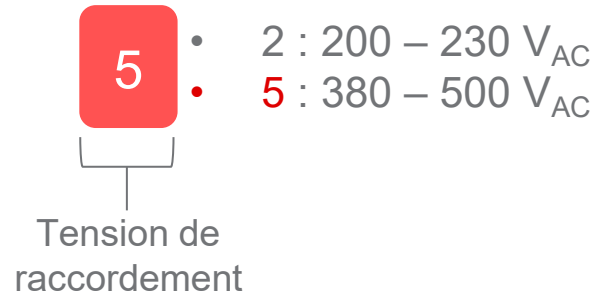 5
• 2 : 200 – 230 VAC
• 5 : 380 – 500 VAC
Tension de
raccordement